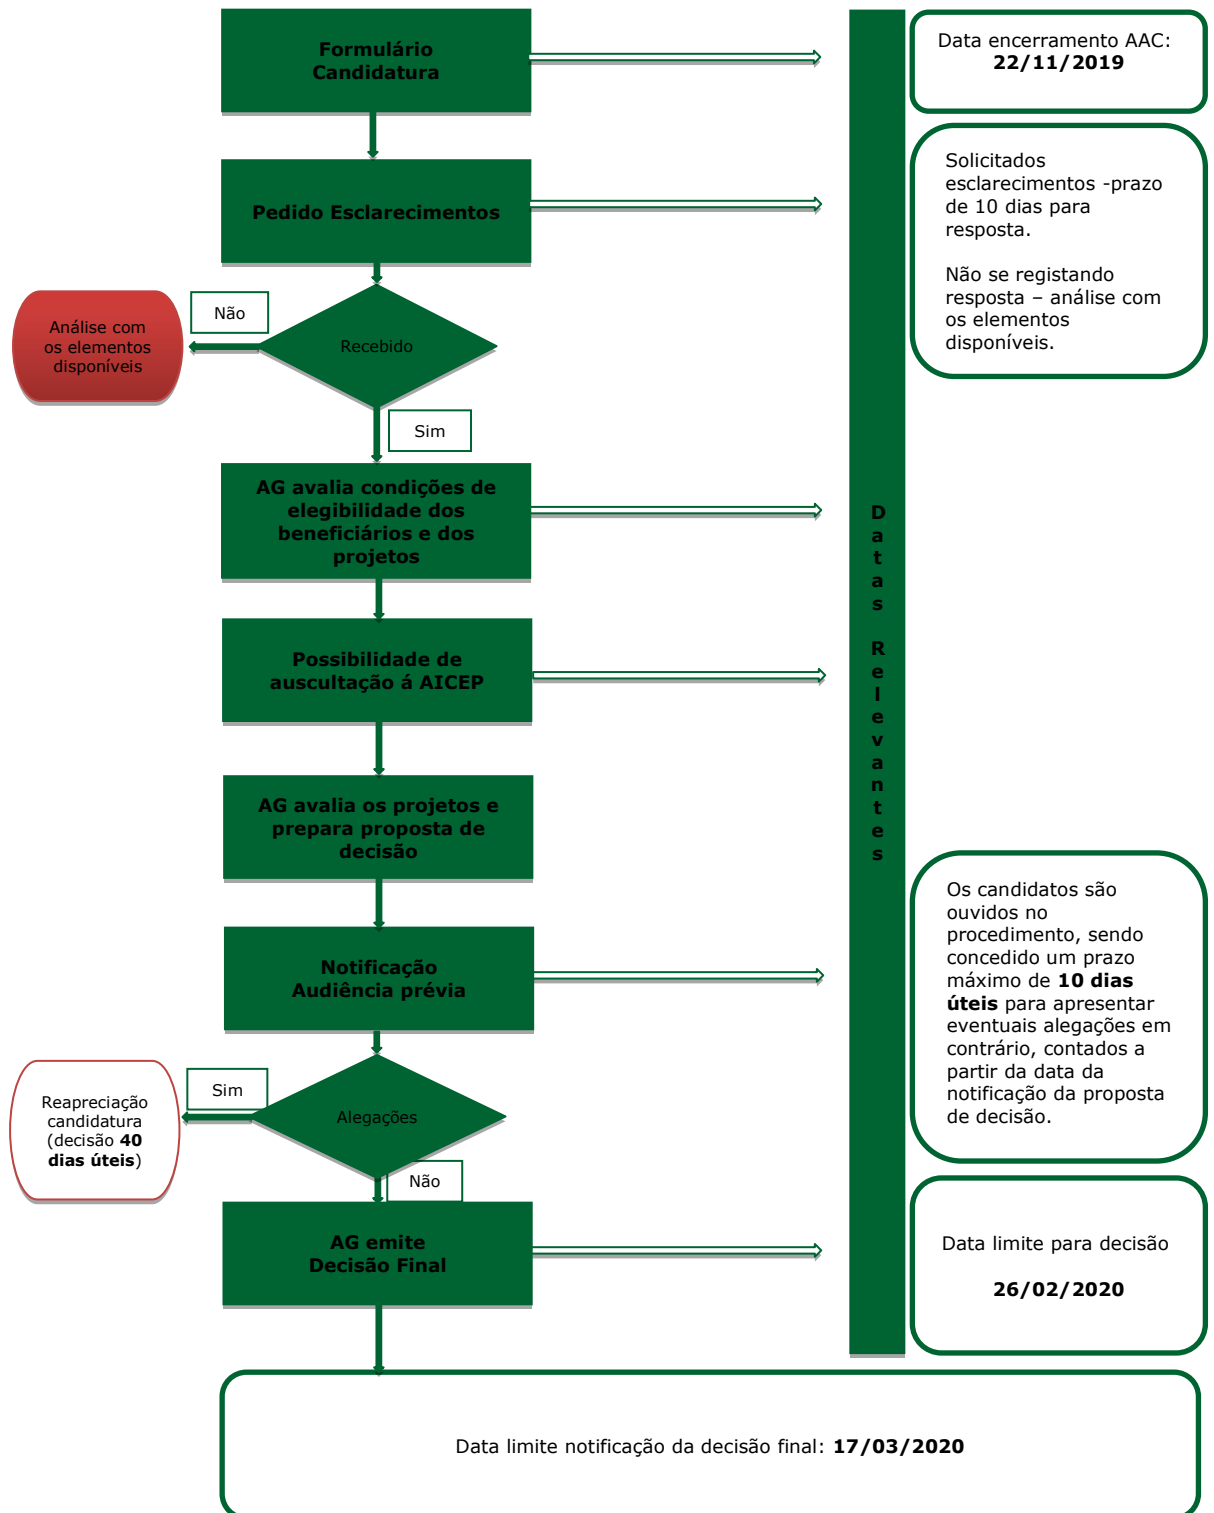 Formulário
Candidatura
Data encerramento AAC:
22/11/2019
Pedido Esclarecimentos
Solicitados
esclarecimentos -prazo
de 10 dias para
resposta.
Não se registando
resposta – análise com
os elementos
disponíveis.
Não
Análise com
os elementos
disponíveis
Recebido
Sim
AG avalia condições de
elegibilidade dos
beneficiários e dos
projetos
Datas Relevantes
Possibilidade de
auscultação á AICEP
AG avalia os projetos e
prepara proposta de
decisão
Notificação
Audiência prévia
Os candidatos são
ouvidos no
procedimento, sendo
concedido um prazo
máximo de 10 dias
úteis para apresentar
eventuais alegações em
contrário, contados a
partir da data da
notificação da proposta
de decisão.
Sim
Reapreciação
candidatura
(decisão 40
dias úteis)
Alegações
Não
AG emite
Decisão Final
Data limite para decisão
26/02/2020
Data limite notificação da decisão final: 17/03/2020